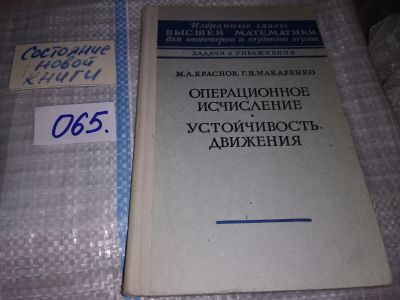 Состояние
новой
книги
065.
Избранные главы
ВЫСШЕЙ МАТЕМАТИКИ
для инженеров и студентов втузов
ЗАДАЧИ и УПРАЖНЕНИЯ
М.Л.КРАСНОВ, Г.И.МАКАРЕНКО
ОПЕРАЦИОННОЕ
ИСЧИСЛЕНИЕ
·
УСТОЙЧИВОСТЬ
ДВИЖЕНИЯ